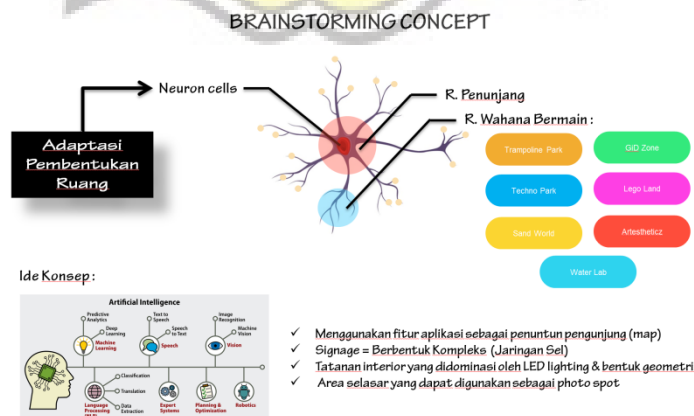 BRAINSTORMING CONCEPT
Neuron cells
R. Penunjang
R. Wahana Bermain :
Adaptasi
Pembentukan
Ruang
Trampoline Park
GiD Zone
Techno Park
Lego Land
Sand World
Artestheticz
Water Lab
Ide Konsep :
Artificial Intelligence
Predictive
Analytics
Deep
Learning
Machine
Learning
Text to
Speech
Speech
to Text
Speech
Image
Recognition
Machine
Vision
Vision
Classification
Translation
Data
Extraction
Language
Processing
(NLP)
Expert
Systems
Planning &
Optimization
Robotics
✓ Menggunakan fitur aplikasi sebagai penuntun pengunjung (map)
✓ Signage = Berbentuk Kompleks (Jaringan Sel)
✓ Tatanan interior yang didominasi oleh LED lighting & bentuk geometri
✓ Area selasar yang dapat digunakan sebagai photo spot